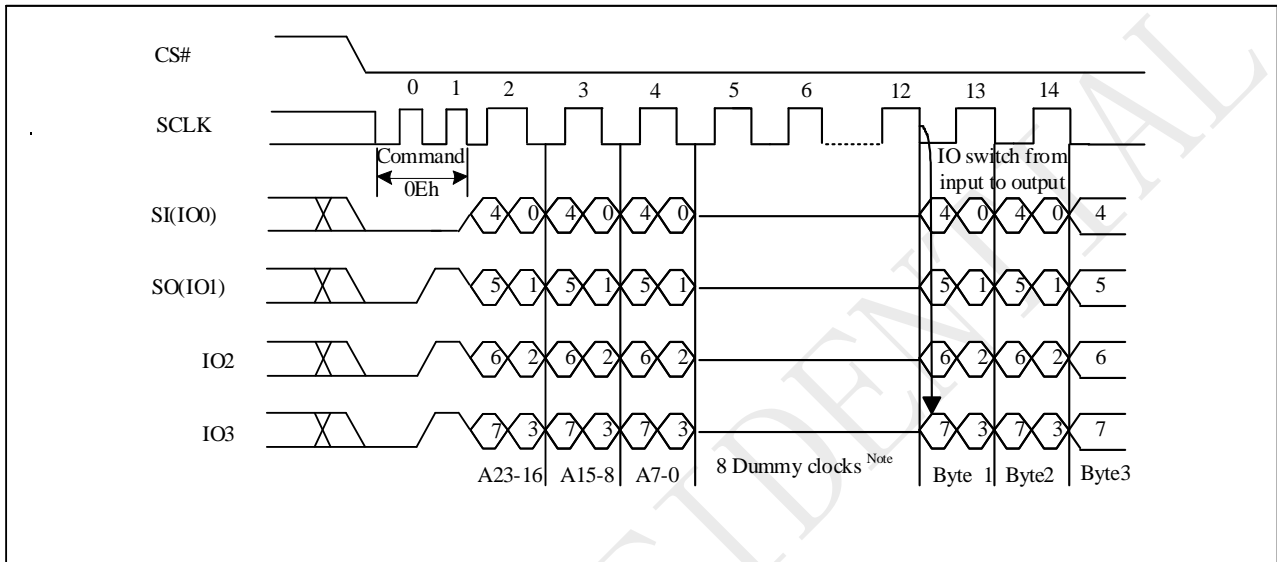 CS#
0 1 2 3 4 5 6 12 13 14
SCLK
Command
0Eh
IO switch from
input to output
SI(IO0)
4 0 4 0 4 0 4 0 4 0 4
SO(IO1)
5 1 5 1 5 1 5 1 5 1 5
IO2
6 2 6 2 6 2 6 2 6 2 6
IO3
7 3 7 3 7 3 7 3 7 3 7
A23-16 A15-8 A7-0 8 Dummy clocks Note Byte 1 Byte2 Byte3
IDENTIAL